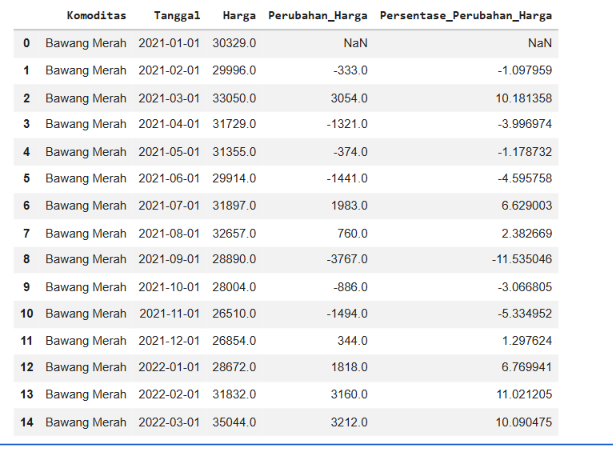 Komoditas Tanggal Harga Perubahan_Harga Persentase_Perubahan_Harga
0 Bawang Merah 2021-01-01 30329.0 NaN NaN
1 Bawang Merah 2021-02-01 29996.0 -333.0 -1.097959
2 Bawang Merah 2021-03-01 33050.0 3054.0 10.181358
3 Bawang Merah 2021-04-01 31729.0 -1321.0 -3.996974
4 Bawang Merah 2021-05-01 31355.0 -374.0 -1.178732
5 Bawang Merah 2021-06-01 29914.0 -1441.0 -4.595758
6 Bawang Merah 2021-07-01 31897.0 1983.0 6.629003
7 Bawang Merah 2021-08-01 32657.0 760.0 2.382669
8 Bawang Merah 2021-09-01 28890.0 -3767.0 -11.535046
9 Bawang Merah 2021-10-01 28004.0 -886.0 -3.066805
10 Bawang Merah 2021-11-01 26510.0 -1494.0 -5.334952
11 Bawang Merah 2021-12-01 26854.0 344.0 1.297624
12 Bawang Merah 2022-01-01 28672.0 1818.0 6.769941
13 Bawang Merah 2022-02-01 31832.0 3160.0 11.021205
14 Bawang Merah 2022-03-01 35044.0 3212.0 10.090475